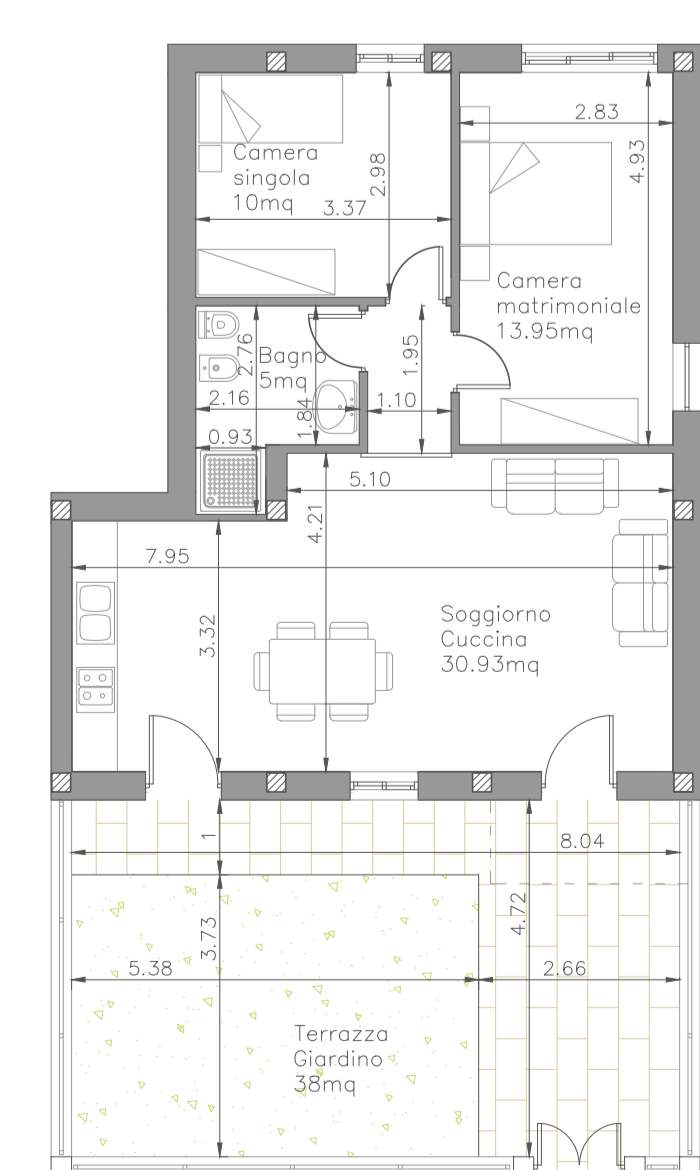 2.83
4.93
Camera
singola
10mq
2.98
3.37
Camera
matrimoniale
13.95mq
2.76
Bagno
5mq
1.95
2.16
1.84
1.10
0.93
5.10
4.21
7.95
3.32
Soggiorno
Cuccina
30.93mq
1
8.04
3.73
4.72
5.38
2.66
Terrazza
Giardino
38mq